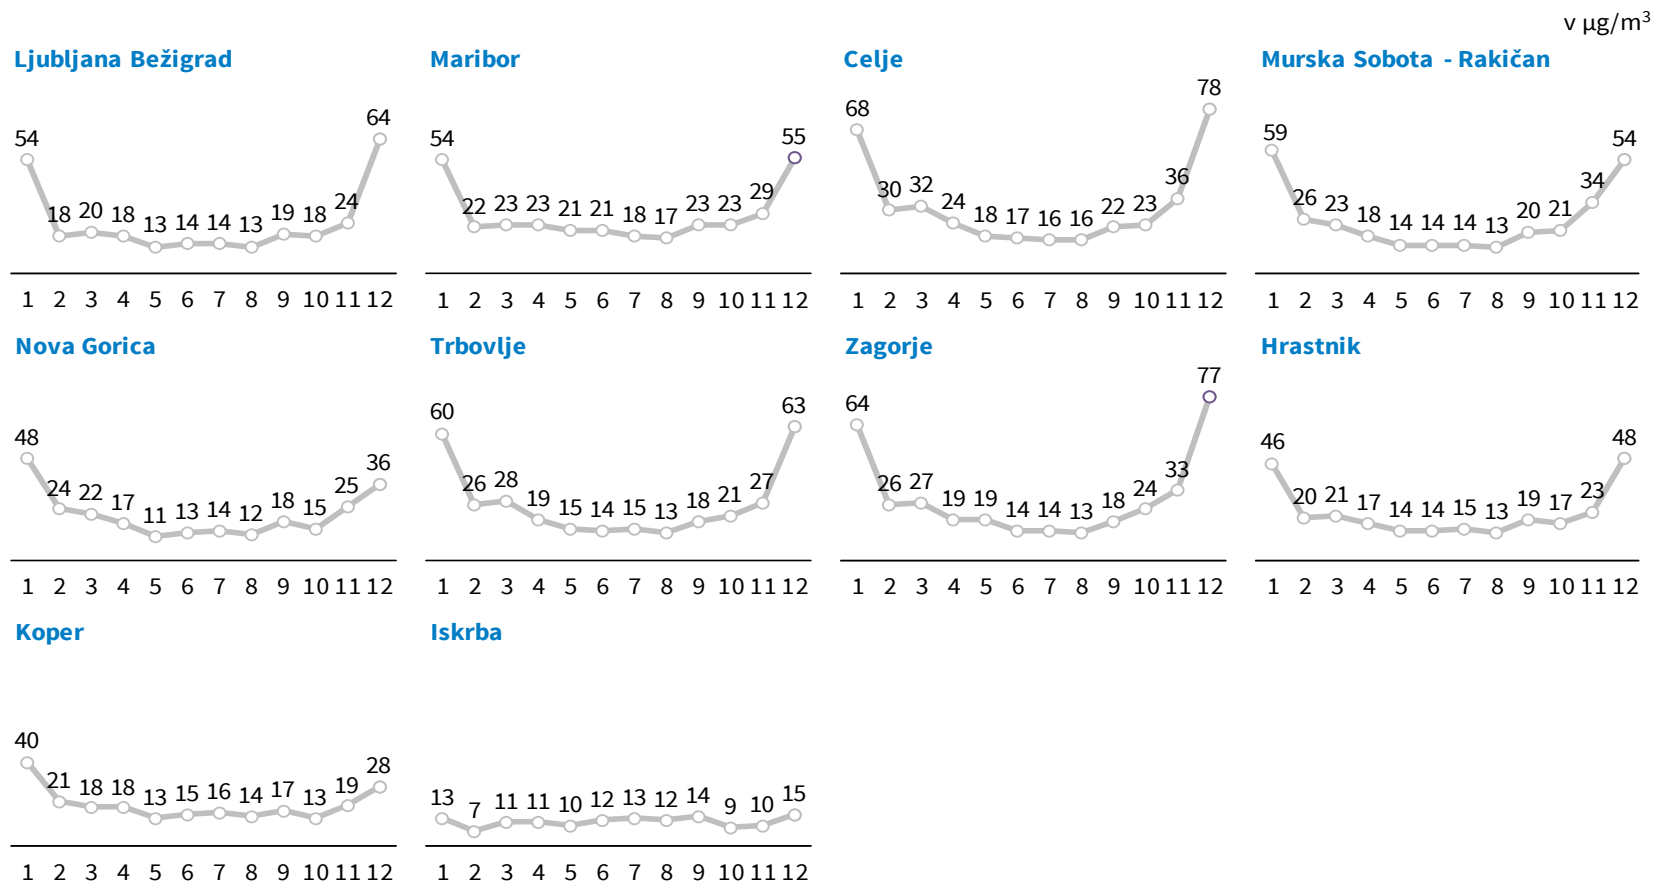 v µg/m³
Ljubljana Bežigrad
54 18 20 18 13 14 14 13 19 18 24 64
1 2 3 4 5 6 7 8 9 10 11 12
Maribor
54 22 23 23 21 21 18 17 23 23 29 55
1 2 3 4 5 6 7 8 9 10 11 12
Celje
68 30 32 24 18 17 16 16 22 23 36 78
1 2 3 4 5 6 7 8 9 10 11 12
Murska Sobota - Rakičan
59 26 23 18 14 14 14 13 20 21 34 54
1 2 3 4 5 6 7 8 9 10 11 12
Nova Gorica
48 24 22 17 11 13 14 12 18 15 25 36
1 2 3 4 5 6 7 8 9 10 11 12
Trbovlje
60 26 28 19 15 14 15 13 18 21 27 63
1 2 3 4 5 6 7 8 9 10 11 12
Zagorje
64 26 27 19 19 14 14 13 18 24 33 77
1 2 3 4 5 6 7 8 9 10 11 12
Hrastnik
46 20 21 17 14 14 15 13 19 17 23 48
1 2 3 4 5 6 7 8 9 10 11 12
Koper
40 21 18 18 13 15 16 14 17 13 19 28
1 2 3 4 5 6 7 8 9 10 11 12
Iskrba
13 7 11 11 10 12 13 12 14 9 10 15
1 2 3 4 5 6 7 8 9 10 11 12